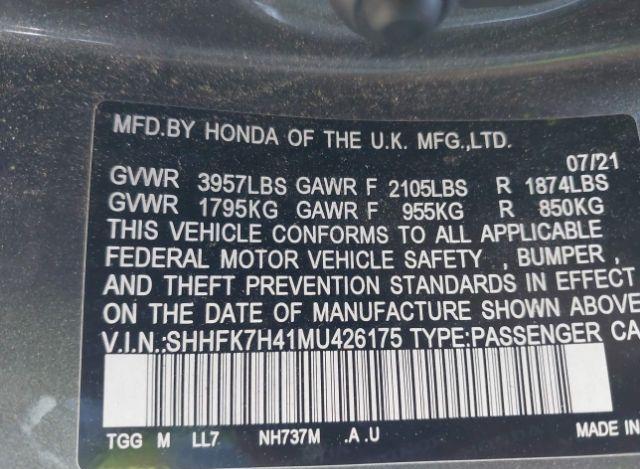 MFD.BY HONDA OF THE U.K. MFG.,LTD.
07/21
GVWR 3957LBS GAWR F 2105LBS R 1874LBS
GVWR 1795KG GAWR F 955KG R 850KG
THIS VEHICLE CONFORMS TO ALL APPLICABLE
FEDERAL MOTOR VEHICLE SAFETY , BUMPER ,
AND THEFT PREVENTION STANDARDS IN EFFECT
ON THE DATE OF MANUFACTURE SHOWN ABOVE
V.I.N.:SHHFK7H41MU426175 TYPE:PASSENGER CA
TGG M LL7 NH737M .A .U MADE IN